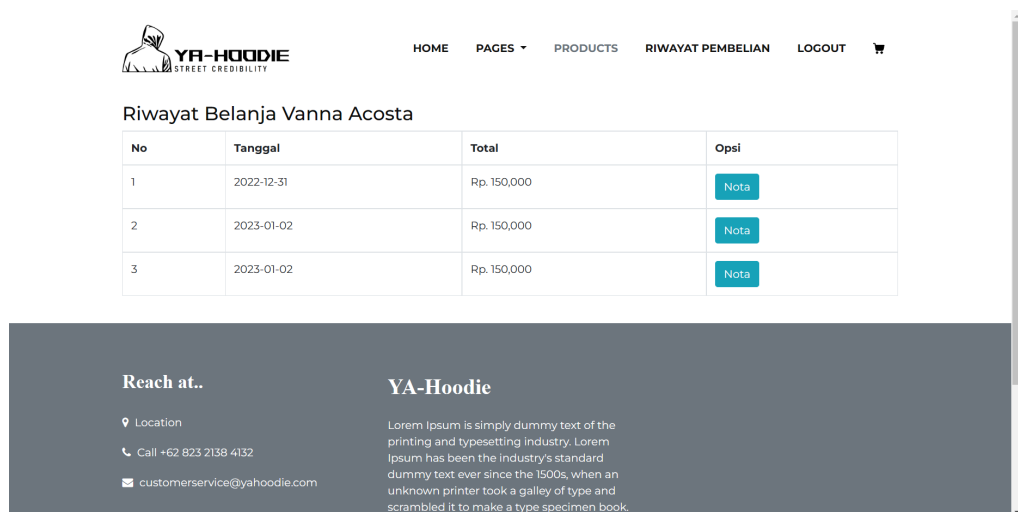 YA-HOODIE
STREET CREDIBILITY
HOME PAGES PRODUCTS RIWAYAT PEMBELIAN LOGOUT
Riwayat Belanja Vanna Acosta
No Tanggal Total Opsi
1 2022-12-31 Rp. 150,000 Nota
2 2023-01-02 Rp. 150,000 Nota
3 2023-01-02 Rp. 150,000 Nota
Reach at..
Location
Call +62 823 2138 4132
customerservice@yahoodie.com
YA-Hoodie
Lorem Ipsum is simply dummy text of the
printing and typesetting industry. Lorem
Ipsum has been the industry's standard
dummy text ever since the 1500s, when an
unknown printer took a galley of type and
scrambled it to make a type specimen book.